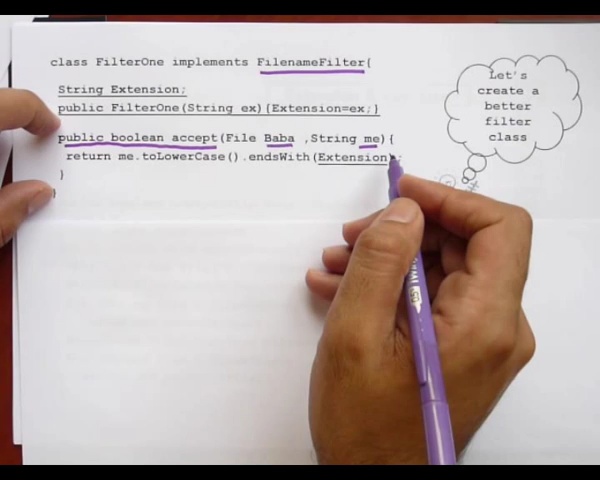 class FilterOne implements FilenameFilter{
String Extension;
public FilterOne(String ex){Extension=ex;}
public boolean accept(File Baba ,String me){
return me.toLowerCase().endsWith(Extension);
}
}
Let's
create a
better
filter
class